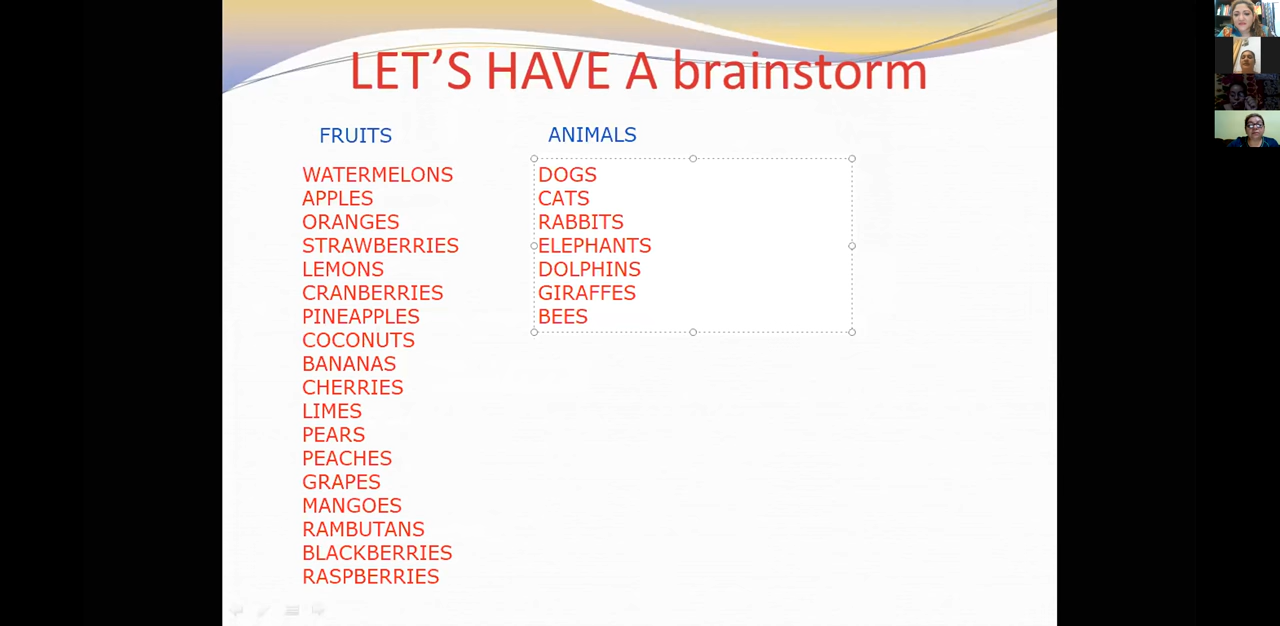 LET'S HAVE A brainstorm
FRUITS
WATERMELONS
APPLES
ORANGES
STRAWBERRIES
LEMONS
CRANBERRIES
PINEAPPLES
COCONUTS
BANANAS
CHERRIES
LIMES
PEARS
PEACHES
GRAPES
MANGOES
RAMBUTANS
BLACKBERRIES
RASPBERRIES
ANIMALS
DOGS
CATS
RABBITS
ELEPHANTS
DOLPHINS
GIRAFFES
BEES